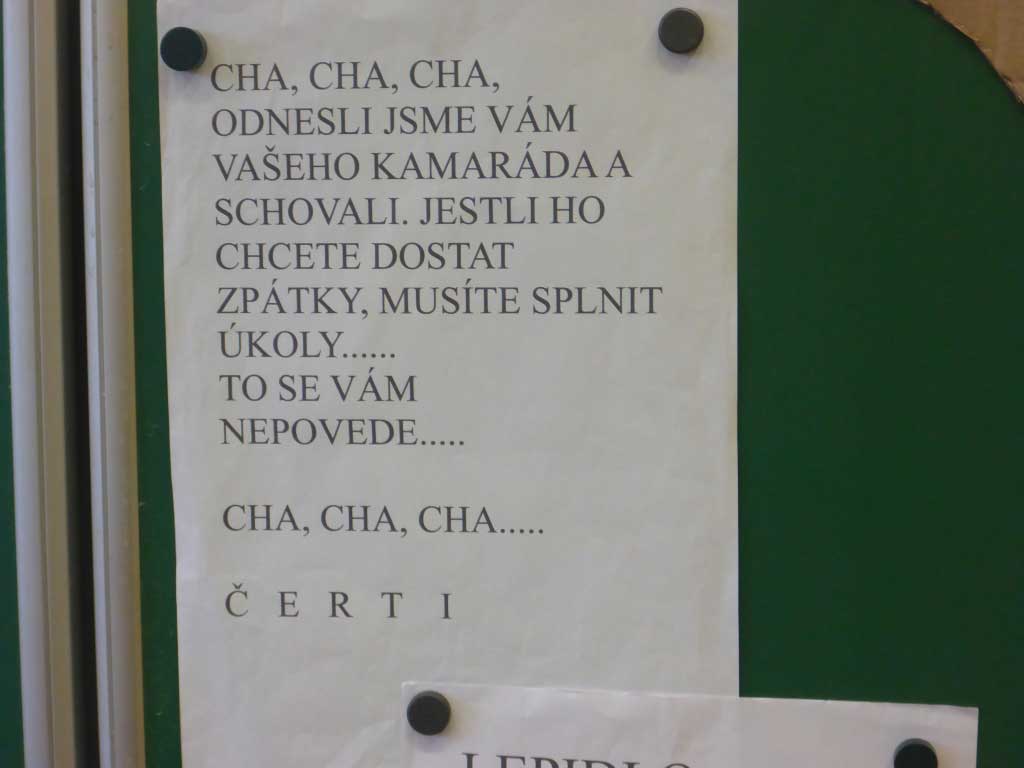 CHA, CHA, CHA,
ODNESLI JSME VÁM
VAŠEHO KAMARÁDA A
SCHOVALI. JESTLI HO
CHCETE DOSTAT
ZPÁTKY, MUSÍTE SPLNIT
ÚKOLY......
TO SE VÁM
NEPOVEDE.....
CHA, CHA, CHA.....
Č E R T I
LEPIDLO